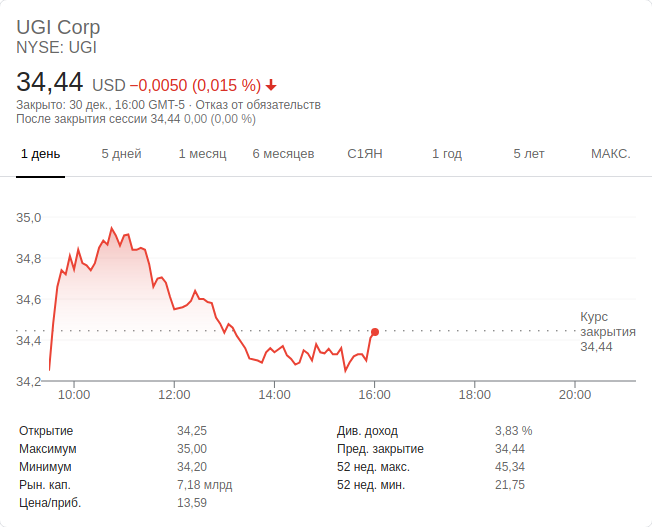 UGI Corp
NYSE: UGI
34,44 USD −0,0050 (0,015 %)
Закрыто: 30 дек., 16:00 GMT-5 · Отказ от обязательств
После закрытия сессии 34,44 0,00 (0,00 %)
1 день 5 дней 1 месяц 6 месяцев С1ЯН 1 год 5 лет МАКС.
35,0
34,8
34,6
34,4
34,2
Курс
закрытия
34,44
10:00 12:00 14:00 16:00 18:00 20:00
Открытие 34,25 Див. доход 3,83 %
Максимум 35,00 Пред. закрытие 34,44
Минимум 34,20 52 нед. макс. 45,34
Рын. кап. 7,18 млрд 52 нед. мин. 21,75
Цена/приб. 13,59